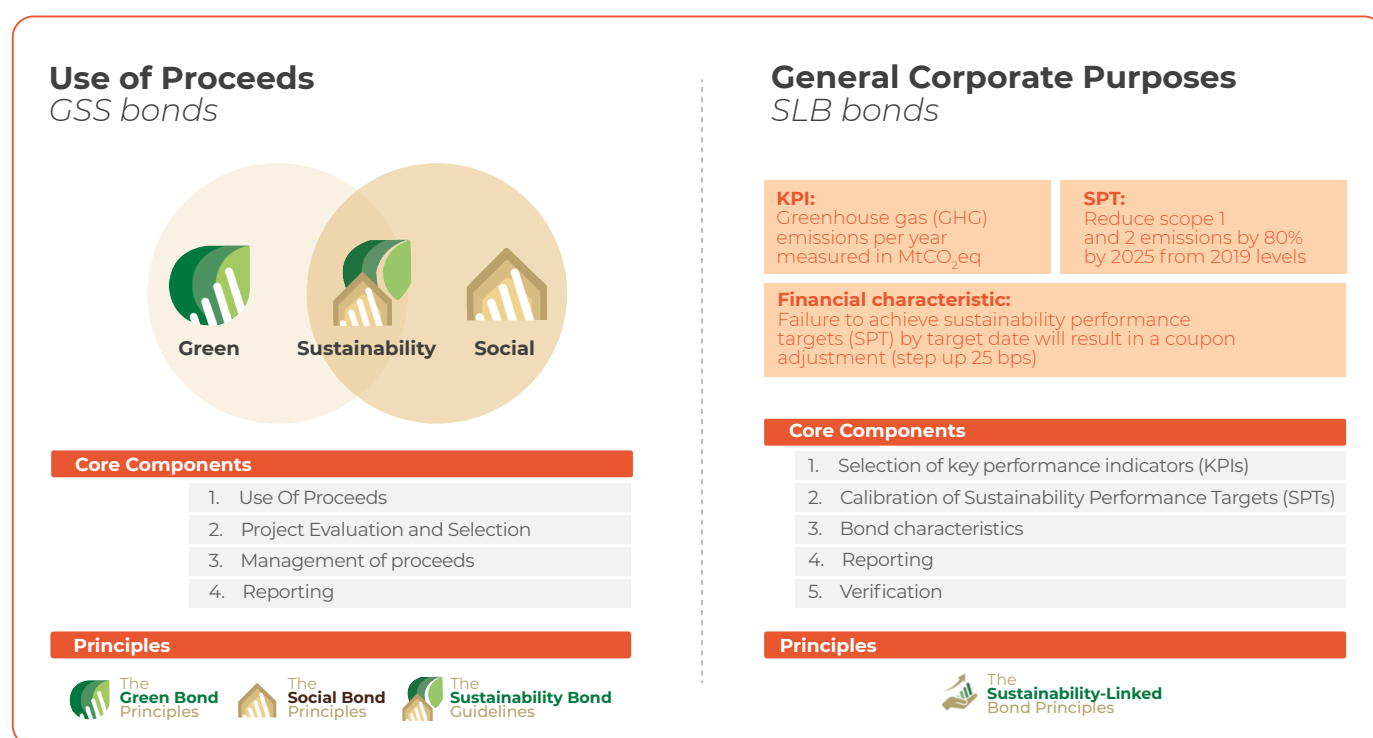 Use of Proceeds
GSS bonds
Green
Sustainability
Social
Core Components
1. Use Of Proceeds
2. Project Evaluation and Selection
3. Management of proceeds
4. Reporting
Principles
The
Green Bond
Principles
The
Social Bond
Principles
The
Sustainability Bond
Guidelines
General Corporate Purposes
SLB bonds
KPI:
Greenhouse gas (GHG)
emissions per year
measured in MtCO₂eq
SPT:
Reduce scope 1
and 2 emissions by 80%
by 2025 from 2019 levels
Financial characteristic:
Failure to achieve sustainability performance
targets (SPT) by target date will result in a coupon
adjustment (step up 25 bps)
Core Components
1. Selection of key performance indicators (KPIs)
2. Calibration of Sustainability Performance Targets (SPTs)
3. Bond characteristics
4. Reporting
5. Verification
Principles
The
Sustainability-Linked
Bond Principles